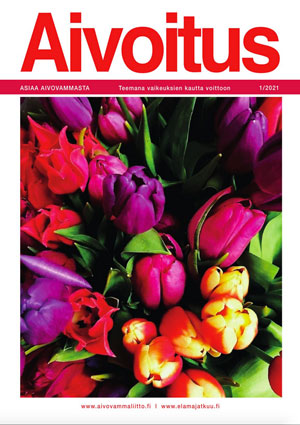 Aivoitus
ASIAA AIVOVAMMASTA Teemana vaikeuksien kautta voittoon 1/2021
www.aivovammaliitto.fi | www.elamajatkuu.fi